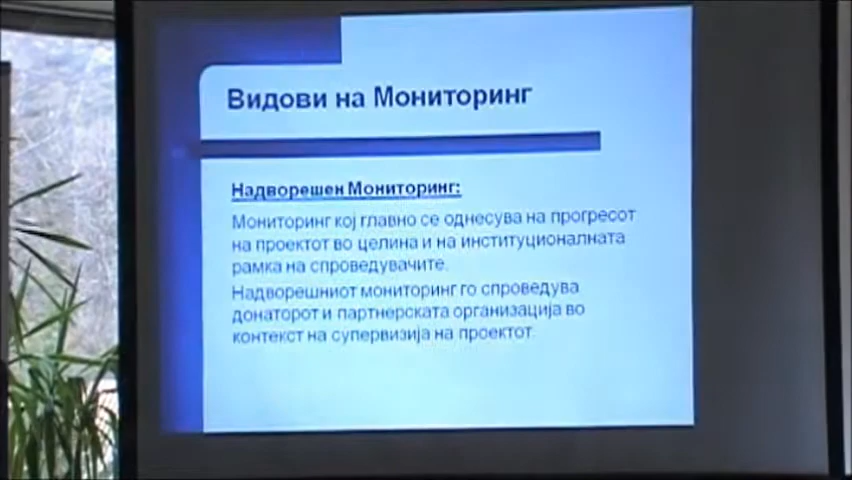 Видови на Мониторинг
Надворешен Мониторинг:
Мониторинг кој главно се однесува на прогресот
на проектот во целина и на институционалната
рамка на спроведувачите.
Надворешниот мониторинг го спроведува
донаторот и партнерската организација во
контекст на супервизија на проектот.